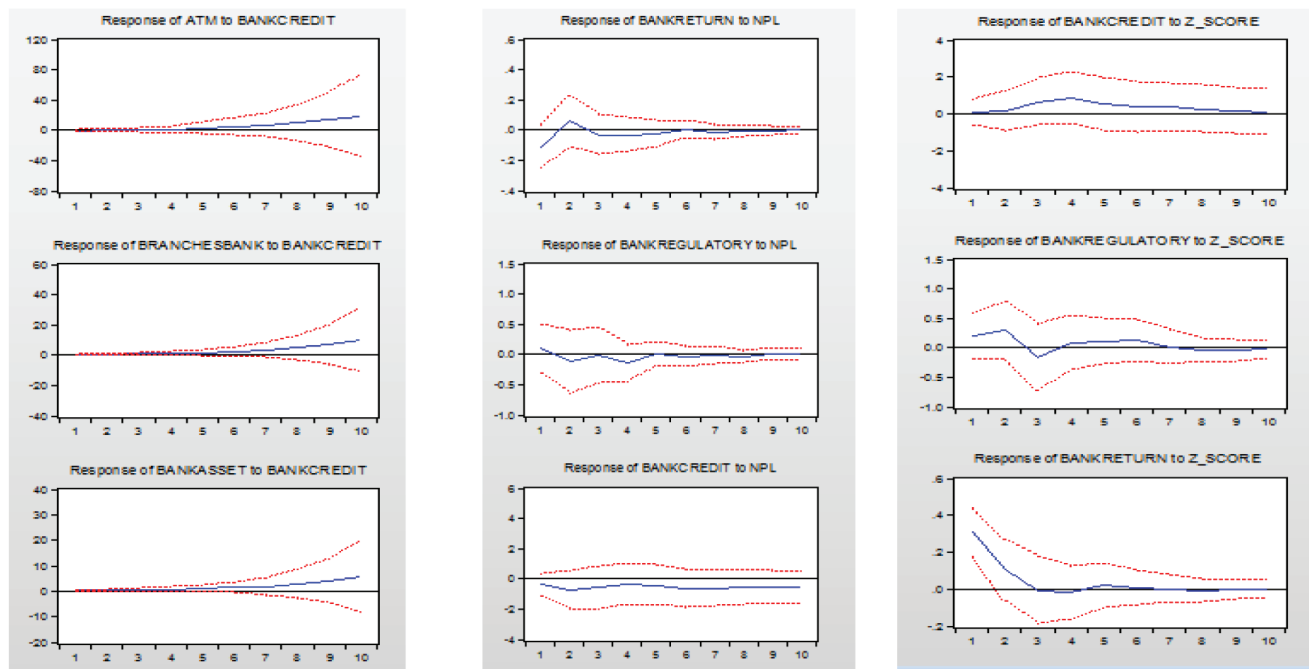 Response of ATM to BANKCREDIT
120
80
40
0
-40
-80
1 2 3 4 5 6 7 8 9 10
Response of BRANCHESBANK to BANKCREDIT
60
40
20
0
-20
-40
1 2 3 4 5 6 7 8 9 10
Response of BANKASSET to BANKCREDIT
40
30
20
10
0
-10
-20
1 2 3 4 5 6 7 8 9 10
Response of BANKRETURN to NPL
.6
.4
.2
.0
-.2
-.4
1 2 3 4 5 6 7 8 9 10
Response of BANKREGULATORY to NPL
1.5
1.0
0.5
0.0
-0.5
-1.0
1 2 3 4 5 6 7 8 9 10
Response of BANKCREDIT to NPL
6
4
2
0
-2
-4
1 2 3 4 5 6 7 8 9 10
Response of BANKCREDIT to Z_SCORE
4
2
0
-2
-4
1 2 3 4 5 6 7 8 9 10
Response of BANKREGULATORY to Z_SCORE
1.5
1.0
0.5
0.0
-0.5
-1.0
1 2 3 4 5 6 7 8 9 10
Response of BANKRETURN to Z_SCORE
.6
.4
.2
.0
-.2
1 2 3 4 5 6 7 8 9 10